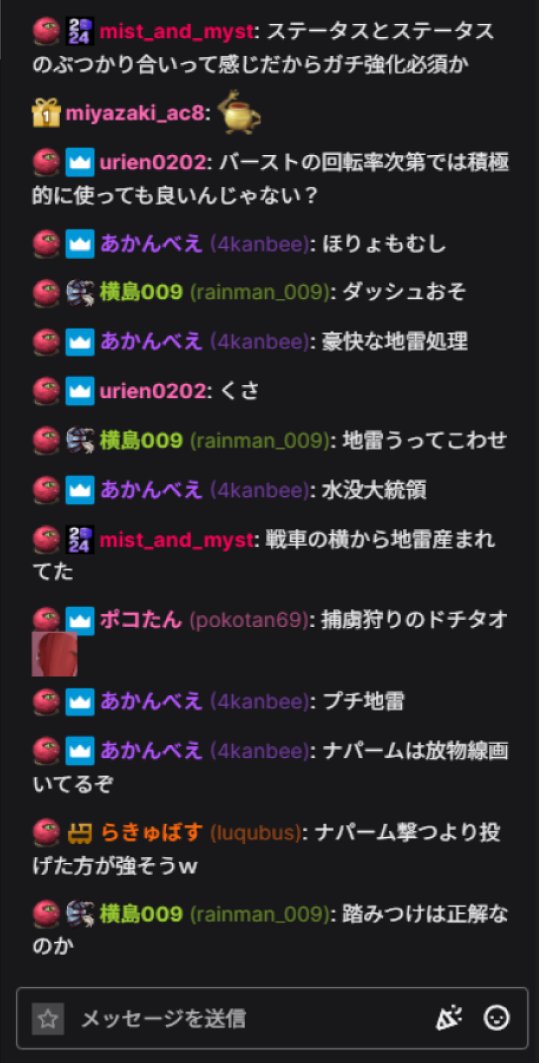 mist_and_myst: ステータスとステータス
のぶつかり合いって感じだからガチ強化必須か
miyazaki_ac8:
urien0202: バーストの回転率次第では積極
的に使っても良いんじゃない？
あかんべえ (4kanbee): ほりょもむし
横島009 (rainman_009): ダッシュおそ
あかんべえ (4kanbee): 豪快な地雷処理
urien0202: くさ
横島009 (rainman_009): 地雷うってこわせ
あかんべえ (4kanbee): 水没大統領
mist_and_myst: 戦車の横から地雷産まれ
てた
ポコたん (pokotan69): 捕虜狩りのドチタオ
あかんべえ (4kanbee): プチ地雷
あかんべえ (4kanbee): ナパームは放物線画
いてるぞ
らきゅばす (luqubus): ナパーム撃つより投
げた方が強そうｗ
横島009 (rainman_009): 踏みつけは正解な
のか
メッセージを送信